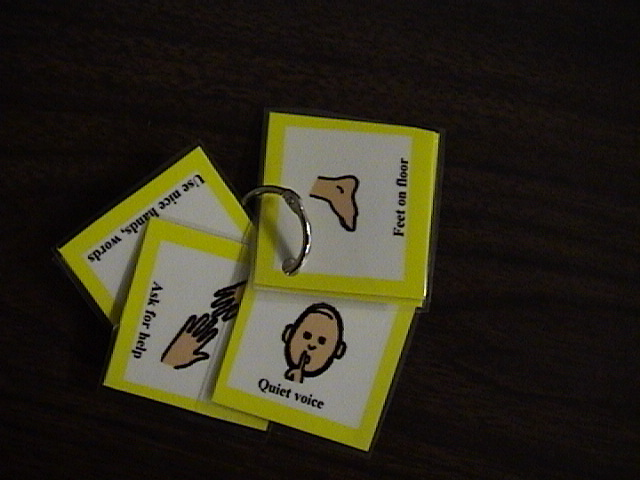 Feet on floor
Use nice hands, words
Ask for help
Quiet voice